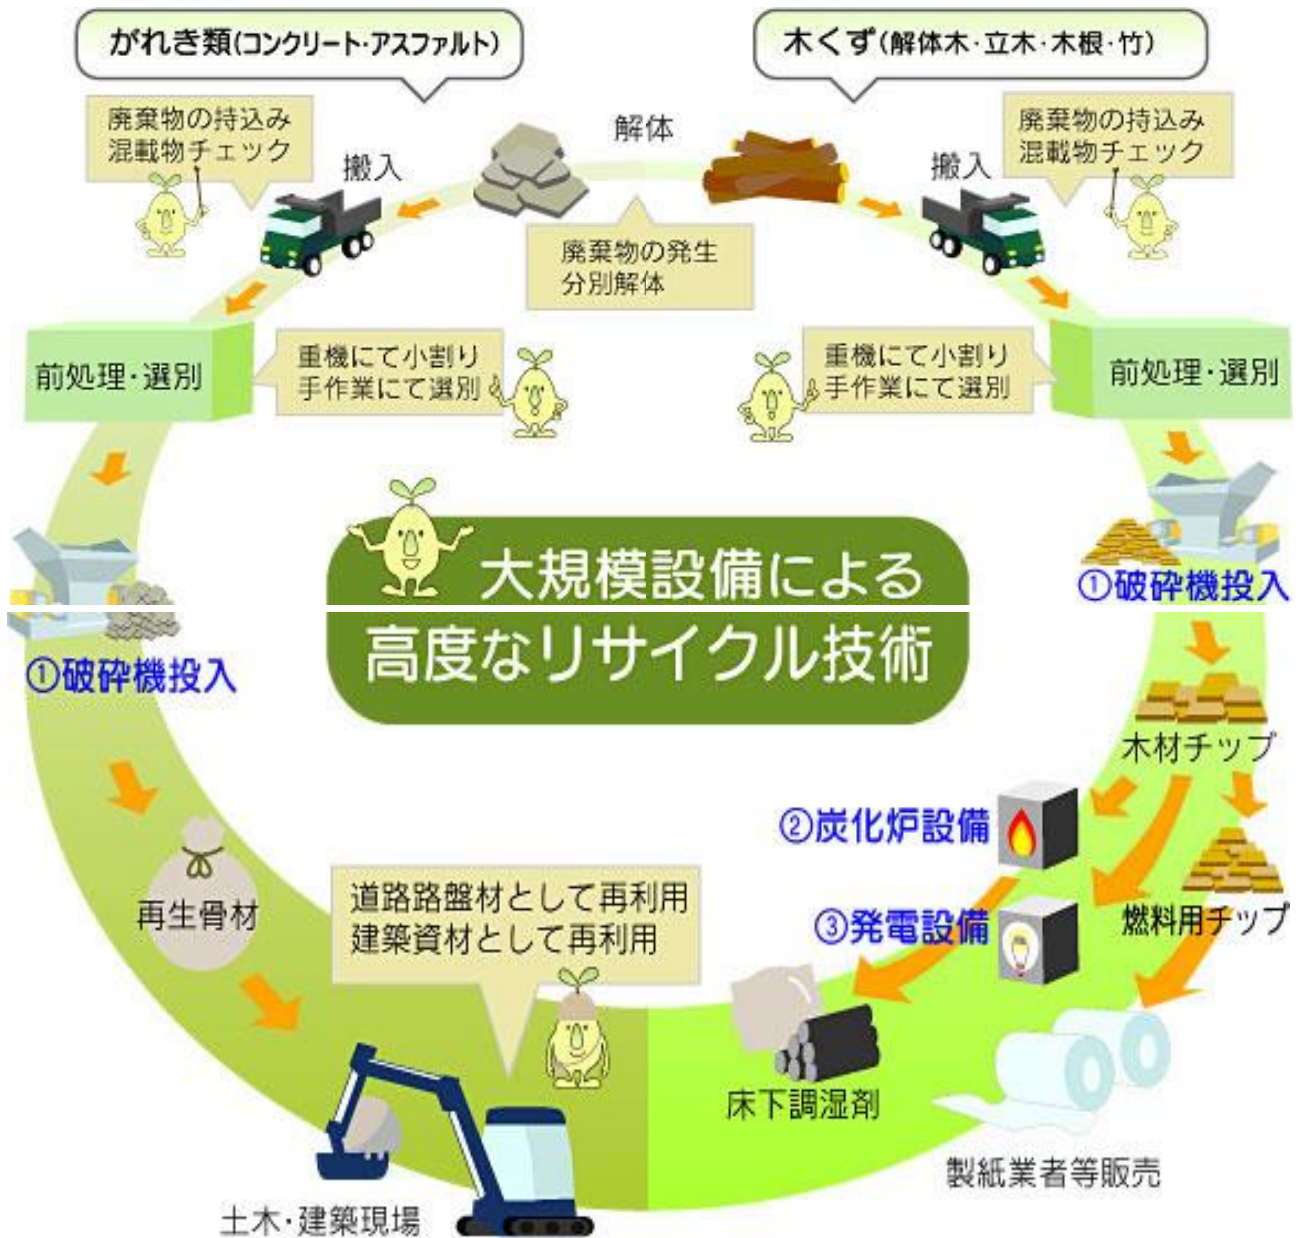 がれき類(コンクリート・アスファルト)
木くず(解体木・立木・木根・竹)
廃棄物の持込み
混載物チェック
搬入
解体
搬入
廃棄物の持込み
混載物チェック
廃棄物の発生
分別解体
前処理・選別
重機にて小割り
手作業にて選別
重機にて小割り
手作業にて選別
前処理・選別
大規模設備による
高度なリサイクル技術
①破砕機投入
①破砕機投入
木材チップ
②炭化炉設備
③発電設備
燃料用チップ
再生骨材
道路路盤材として再利用
建築資材として再利用
床下調湿剤
製紙業者等販売
土木・建築現場